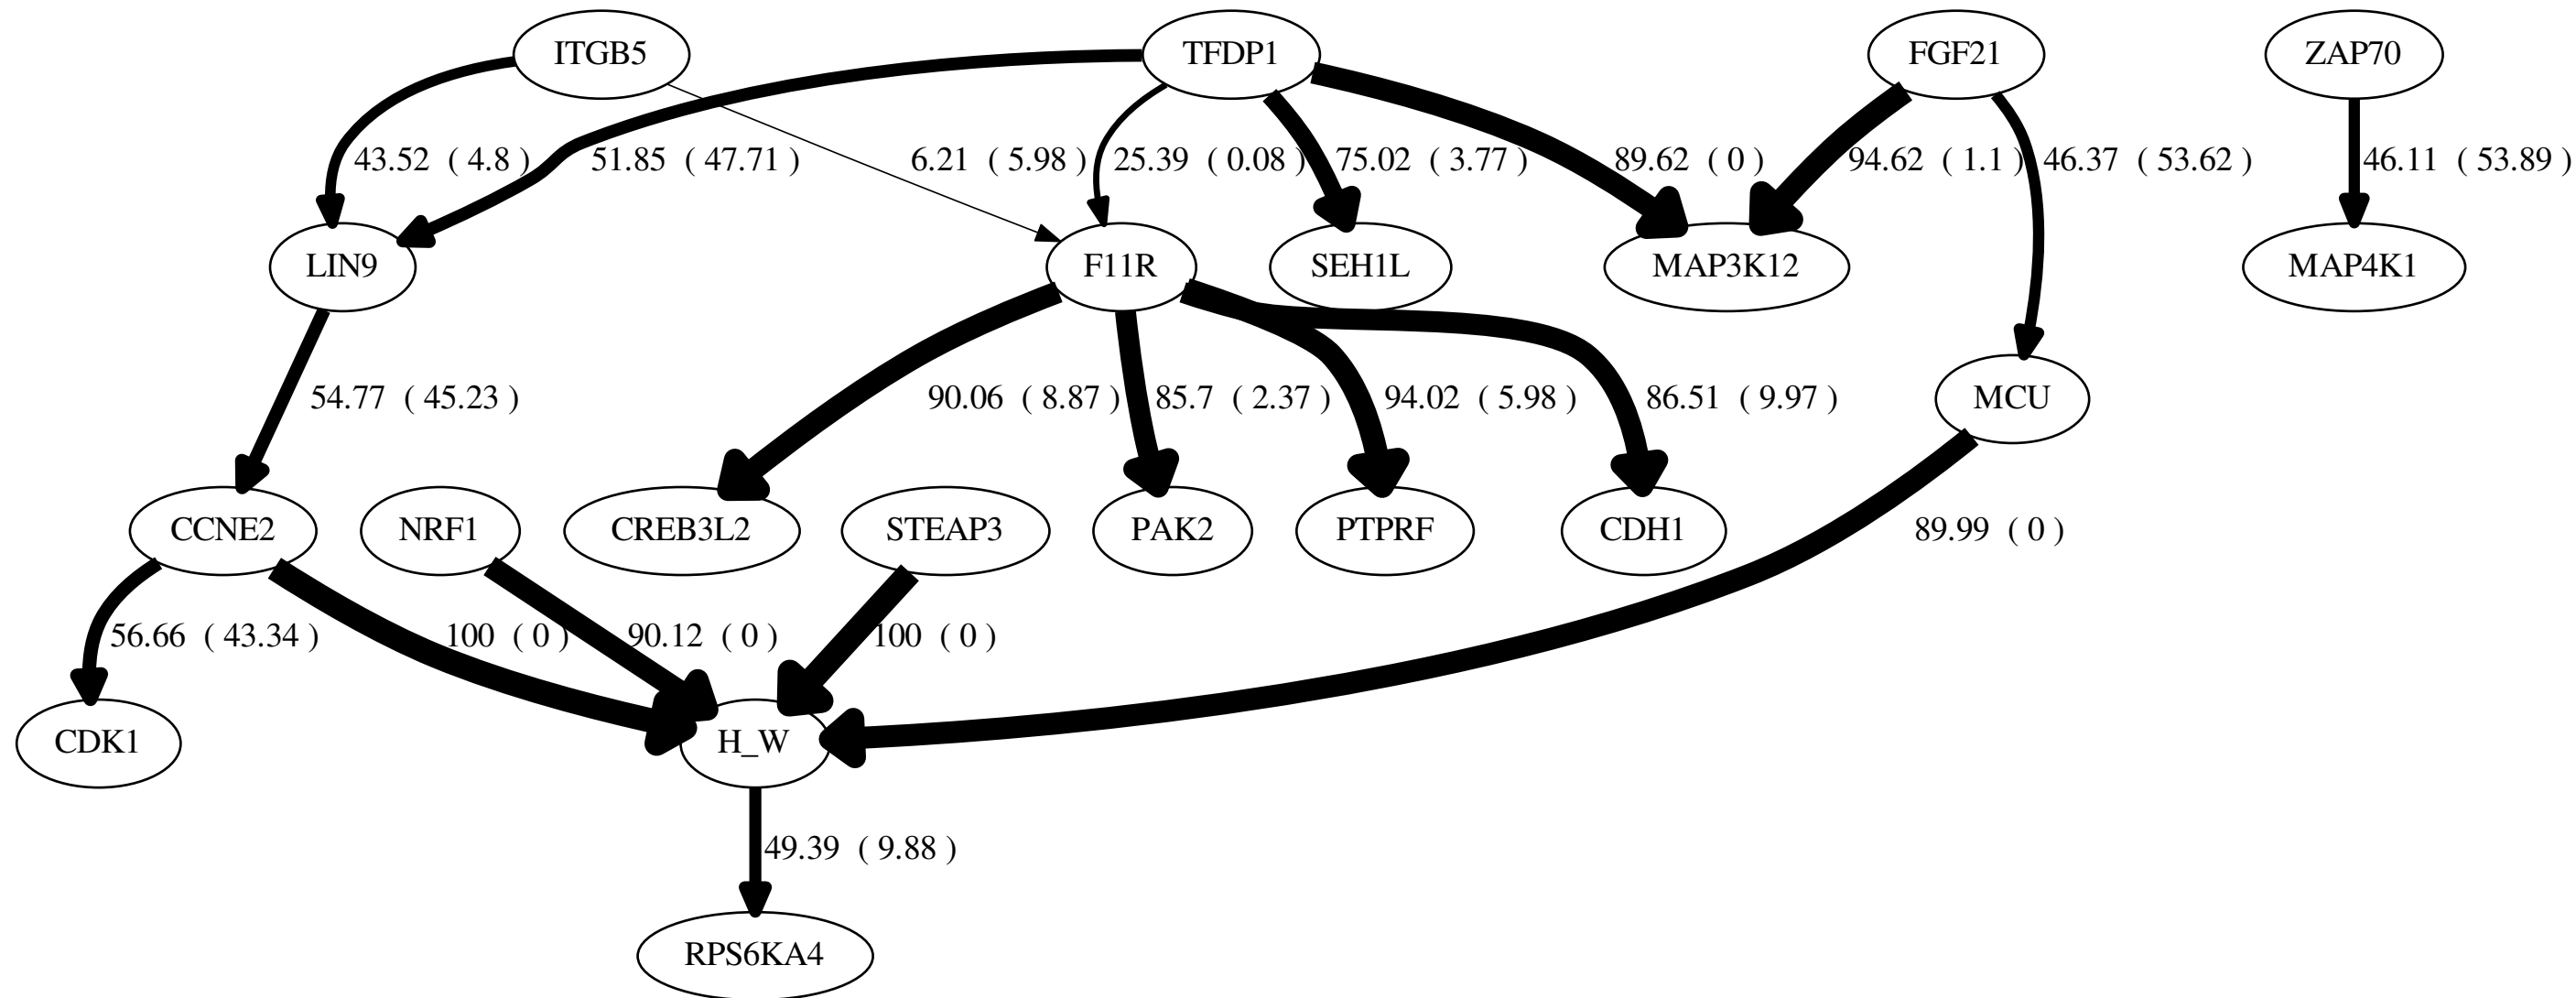 ITGB5
TFDP1
FGF21
ZAP70
43.52 ( 4.8 )
51.85 ( 47.71 )
6.21 ( 5.98 )
25.39 ( 0.08 )
75.02 ( 3.77 )
89.62 ( 0 )
94.62 ( 1.1 )
46.37 ( 53.62 )
46.11 ( 53.89 )
LIN9
F11R
SEH1L
MAP3K12
MAP4K1
54.77 ( 45.23 )
90.06 ( 8.87 )
85.7 ( 2.37 )
94.02 ( 5.98 )
86.51 ( 9.97 )
MCU
CCNE2
NRF1
CREB3L2
STEAP3
PAK2
PTPRF
CDH1
89.99 ( 0 )
56.66 ( 43.34 )
100 ( 0 )
90.12 ( 0 )
100 ( 0 )
CDK1
H_W
49.39 ( 9.88 )
RPS6KA4